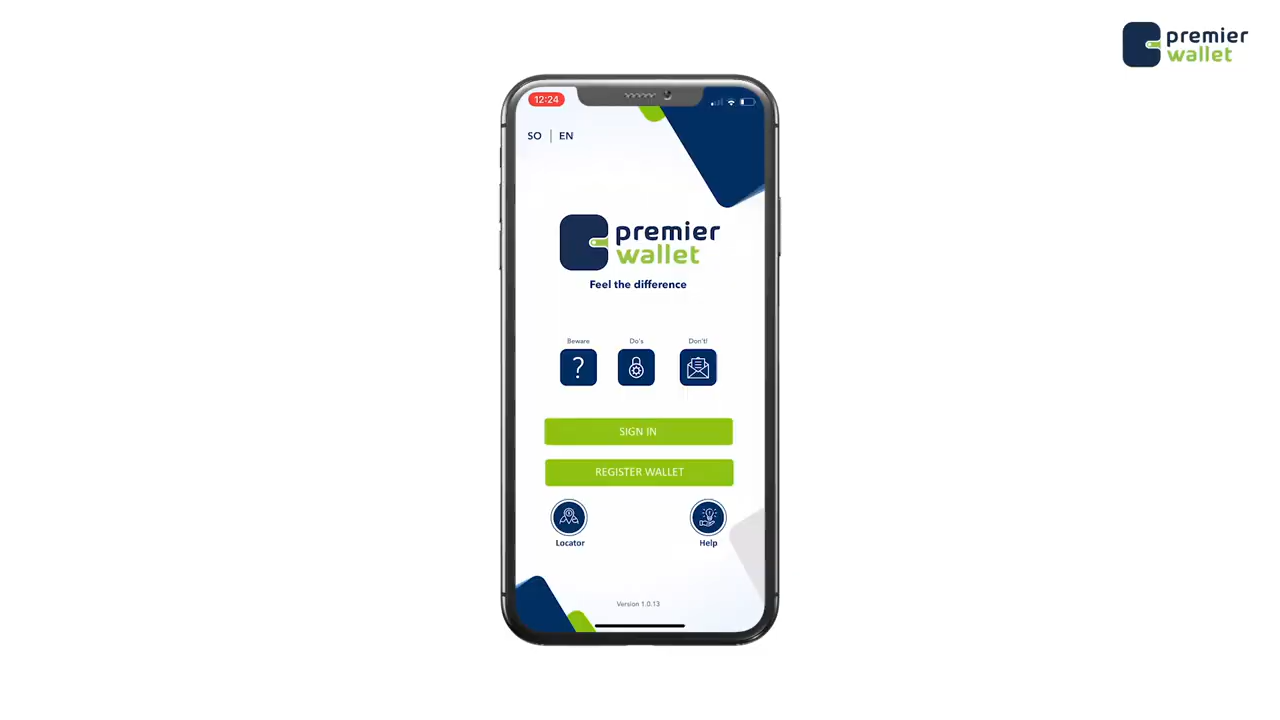 premier
wallet
12:24
SO | EN
premier
wallet
Feel the difference
Beware
Do's
Don't!
?
SIGN IN
REGISTER WALLET
Locator
Help
Version 1.0.13